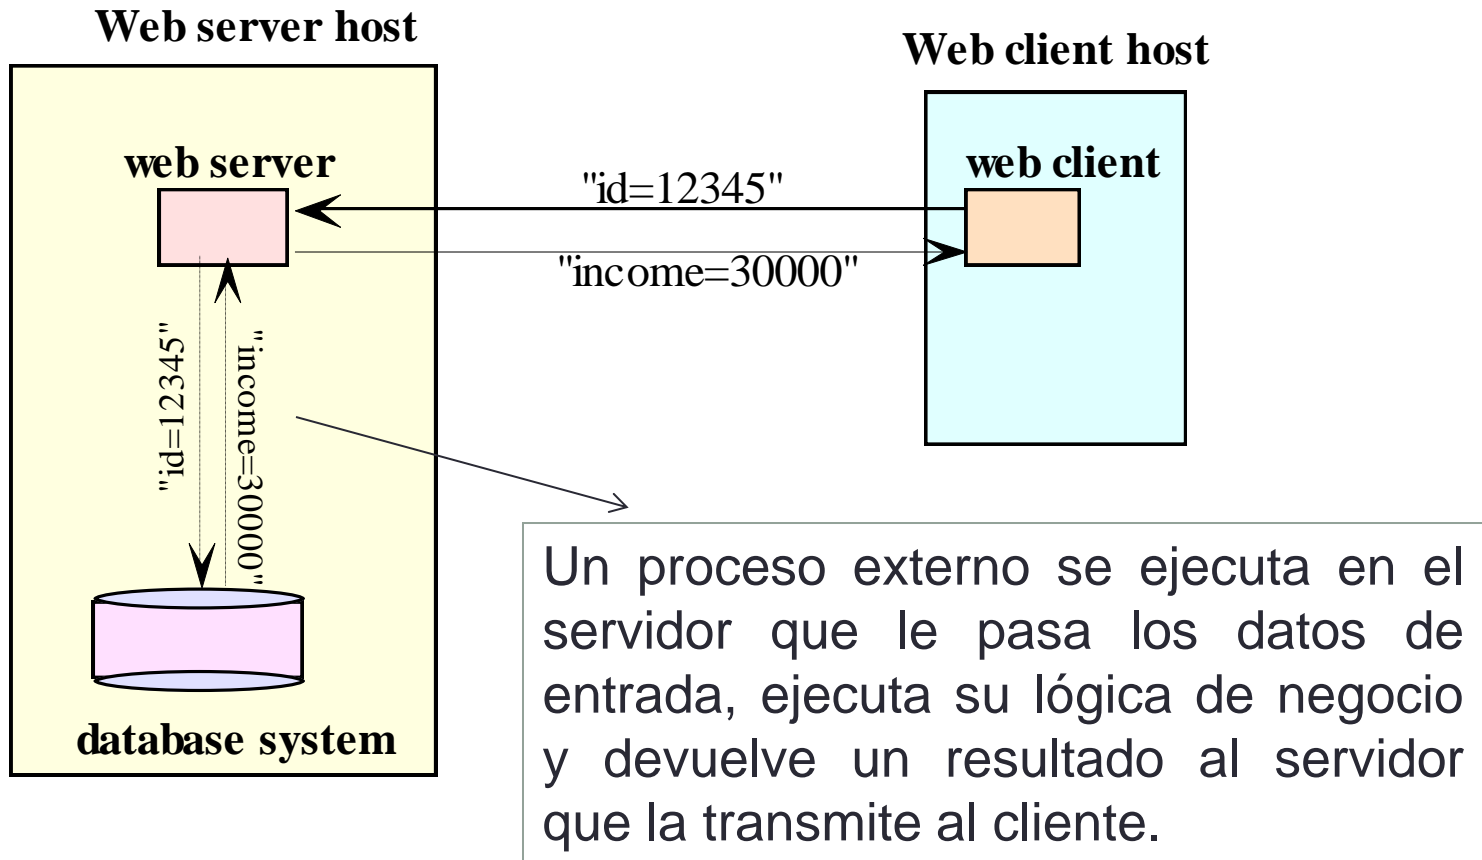 Web server host
Web client host
web server
web client
"id=12345"
"income=30000"
"id=12345"
"income=30000"
database system
Un proceso externo se ejecuta en el
servidor que le pasa los datos de
entrada, ejecuta su lógica de negocio
y devuelve un resultado al servidor
que la transmite al cliente.